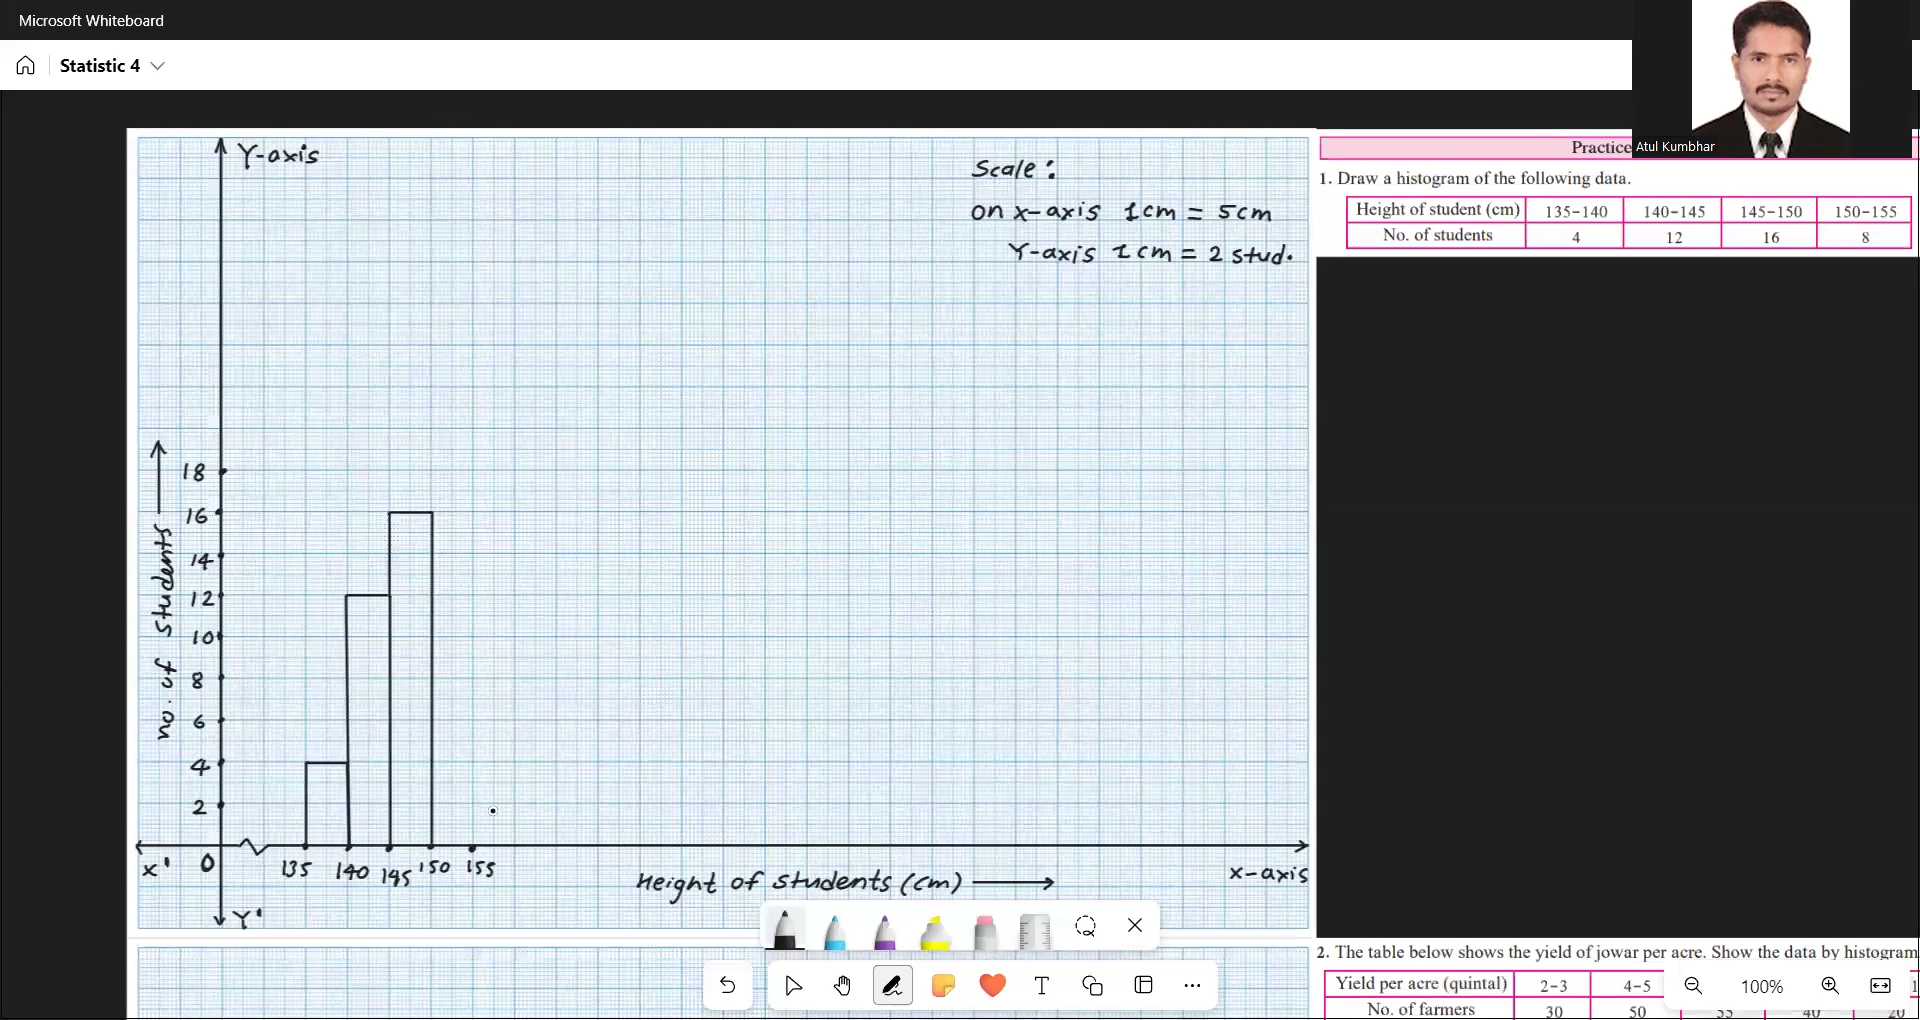 Microsoft Whiteboard
Statistic 4
Atul Kumbhar
Y-axis
Scale :
on x-axis 1cm = 5cm
Y-axis 1cm = 2 stud.
no. of students
18
16
14
12
10
8
6
4
2
0
x'
135 140 145 150 155
Height of students (cm)
x-axis
Y'
Practice
1. Draw a histogram of the following data.
Height of student (cm) 135-140 140-145 145-150 150-155
No. of students 4 12 16 8
2. The table below shows the yield of jowar per acre. Show the data by histogram
Yield per acre (quintal) 2-3 4-5
No. of farmers 30 50 55 40 20
100%